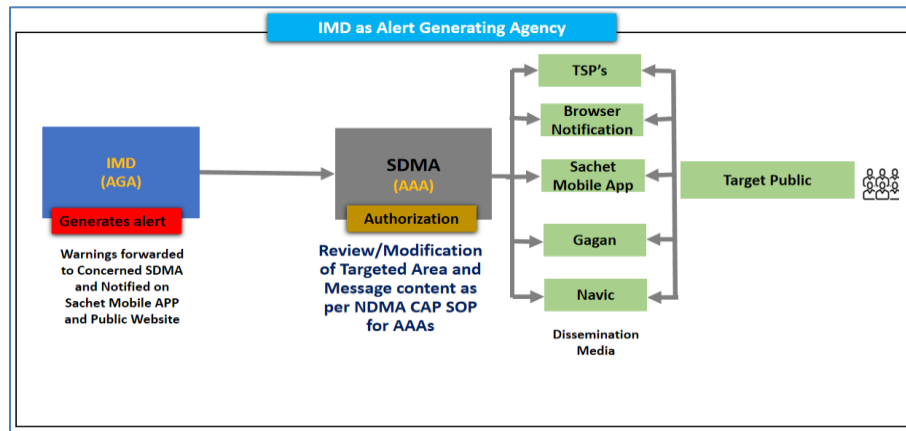 IMD as Alert Generating Agency
IMD
(AGA)
Generates alert
Warnings forwarded
to Concerned SDMA
and Notified on
Sachet Mobile APP
and Public Website
SDMA
(AAA)
Authorization
Review/Modification
of Targeted Area and
Message content as
per NDMA CAP SOP
for AAAs
TSP's
Browser
Notification
Sachet
Mobile App
Gagan
Navic
Dissemination
Media
Target Public